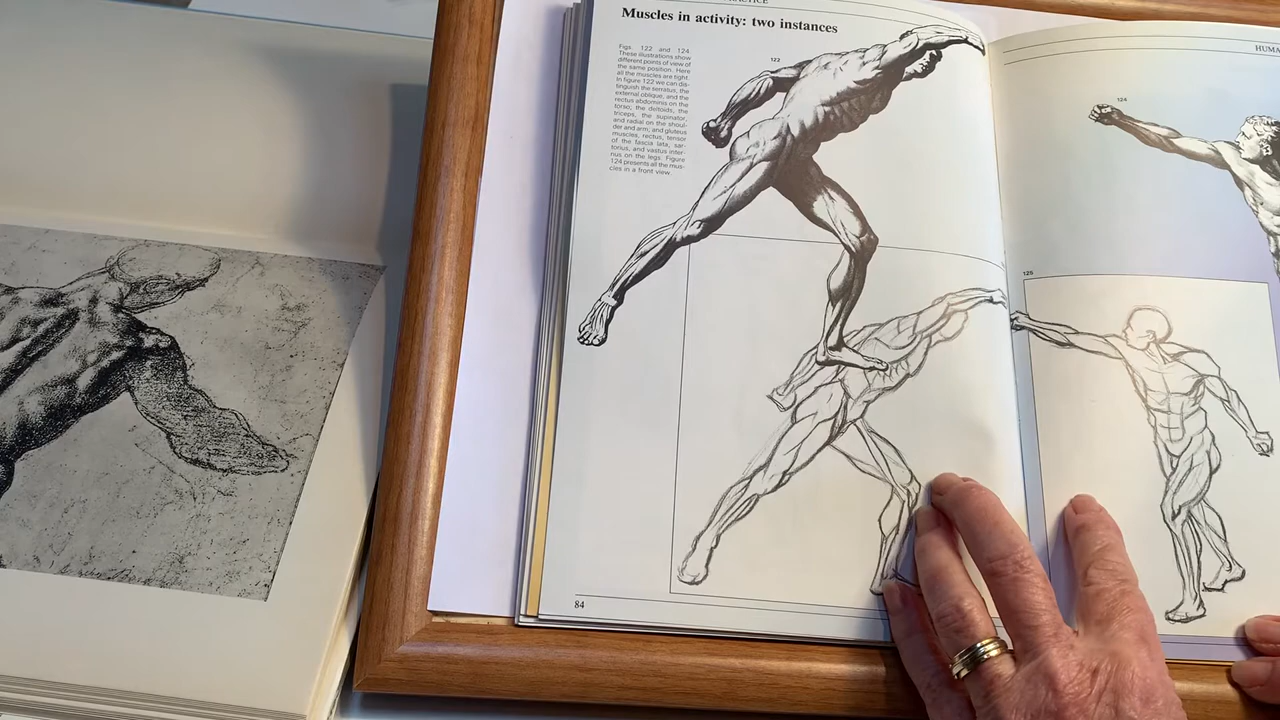 Muscles in activity: two instances
Figs. 122 and 124.
These illustrations show
different points of view of
the same position. Here
all the muscles are tight.
In figure 122 we can dis-
tinguish the serratus, the
external oblique, and the
rectus abdominis on the
torso; the deltoids, the
triceps, the supinator,
and radial on the shoul-
der and arm; and gluteus
muscles, rectus, tensor
of the fascia lata, sar-
torius, and vastus inter-
nus on the legs. Figure
124 presents all the mus-
cles in a front view.
122
84
HUMA
124
125